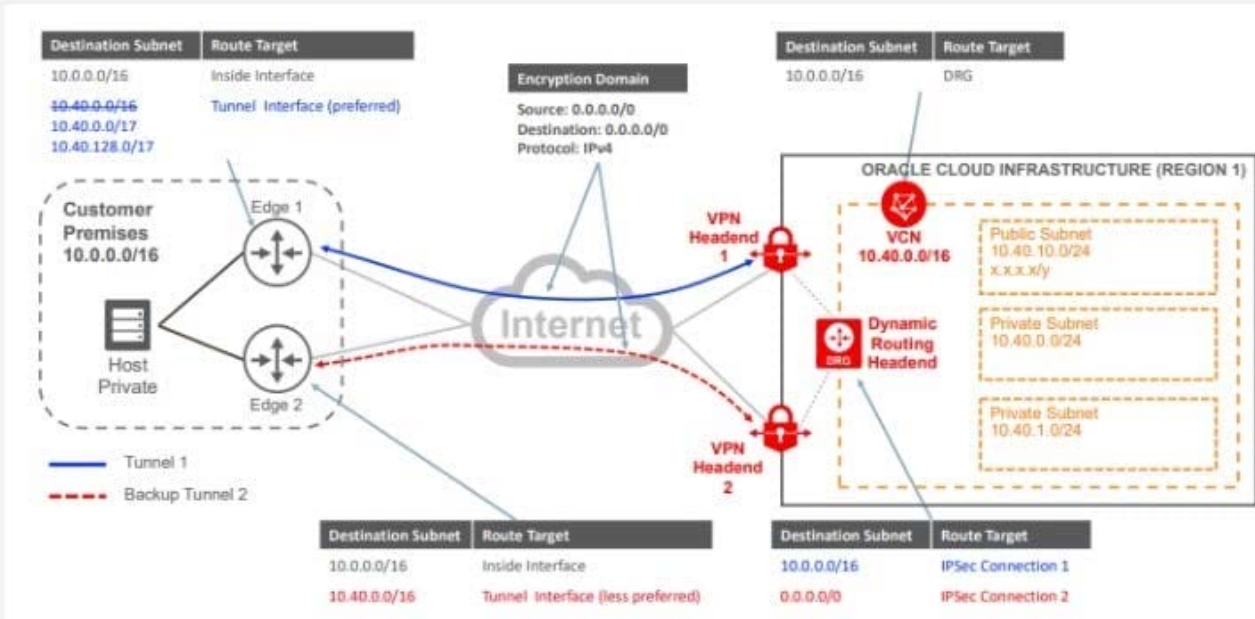 Destination Subnet Route Target
10.0.0.0/16 Inside Interface
10.40.0.0/16 Tunnel Interface (preferred)
10.40.0.0/17
10.40.128.0/17
Encryption Domain
Source: 0.0.0.0/0
Destination: 0.0.0.0/0
Protocol: IPv4
Destination Subnet Route Target
10.0.0.0/16 DRG
ORACLE CLOUD INFRASTRUCTURE (REGION 1)
Customer
Premises
10.0.0.0/16
Edge 1
Host
Private
Edge 2
Internet
VPN
Headend
1
VCN
10.40.0.0/16
Public Subnet
10.40.10.0/24
x.x.x.x/y
Dynamic
Routing
Headend
DRG
Private Subnet
10.40.0.0/24
Private Subnet
10.40.1.0/24
VPN
Headend
2
Tunnel 1
Backup Tunnel 2
Destination Subnet Route Target
10.0.0.0/16 Inside Interface
10.40.0.0/16 Tunnel Interface (less preferred)
Destination Subnet Route Target
10.0.0.0/16 IPSec Connection 1
0.0.0.0/0 IPSec Connection 2